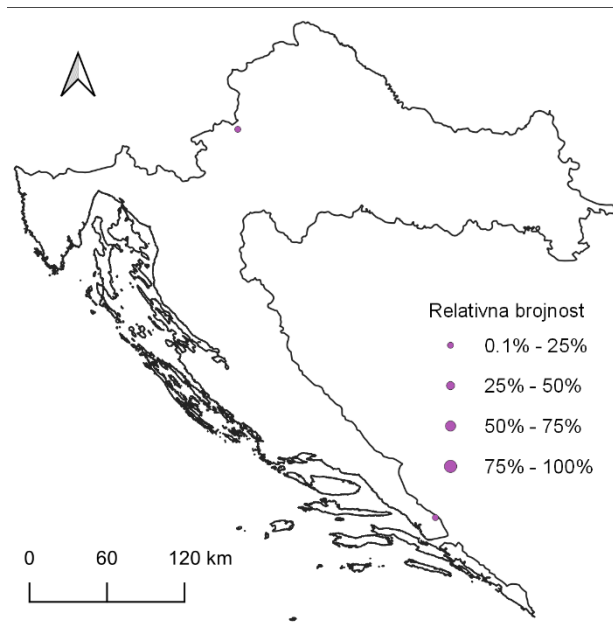 Relativna brojnost
0.1% - 25%
25% - 50%
50% - 75%
75% - 100%
0 60 120 km